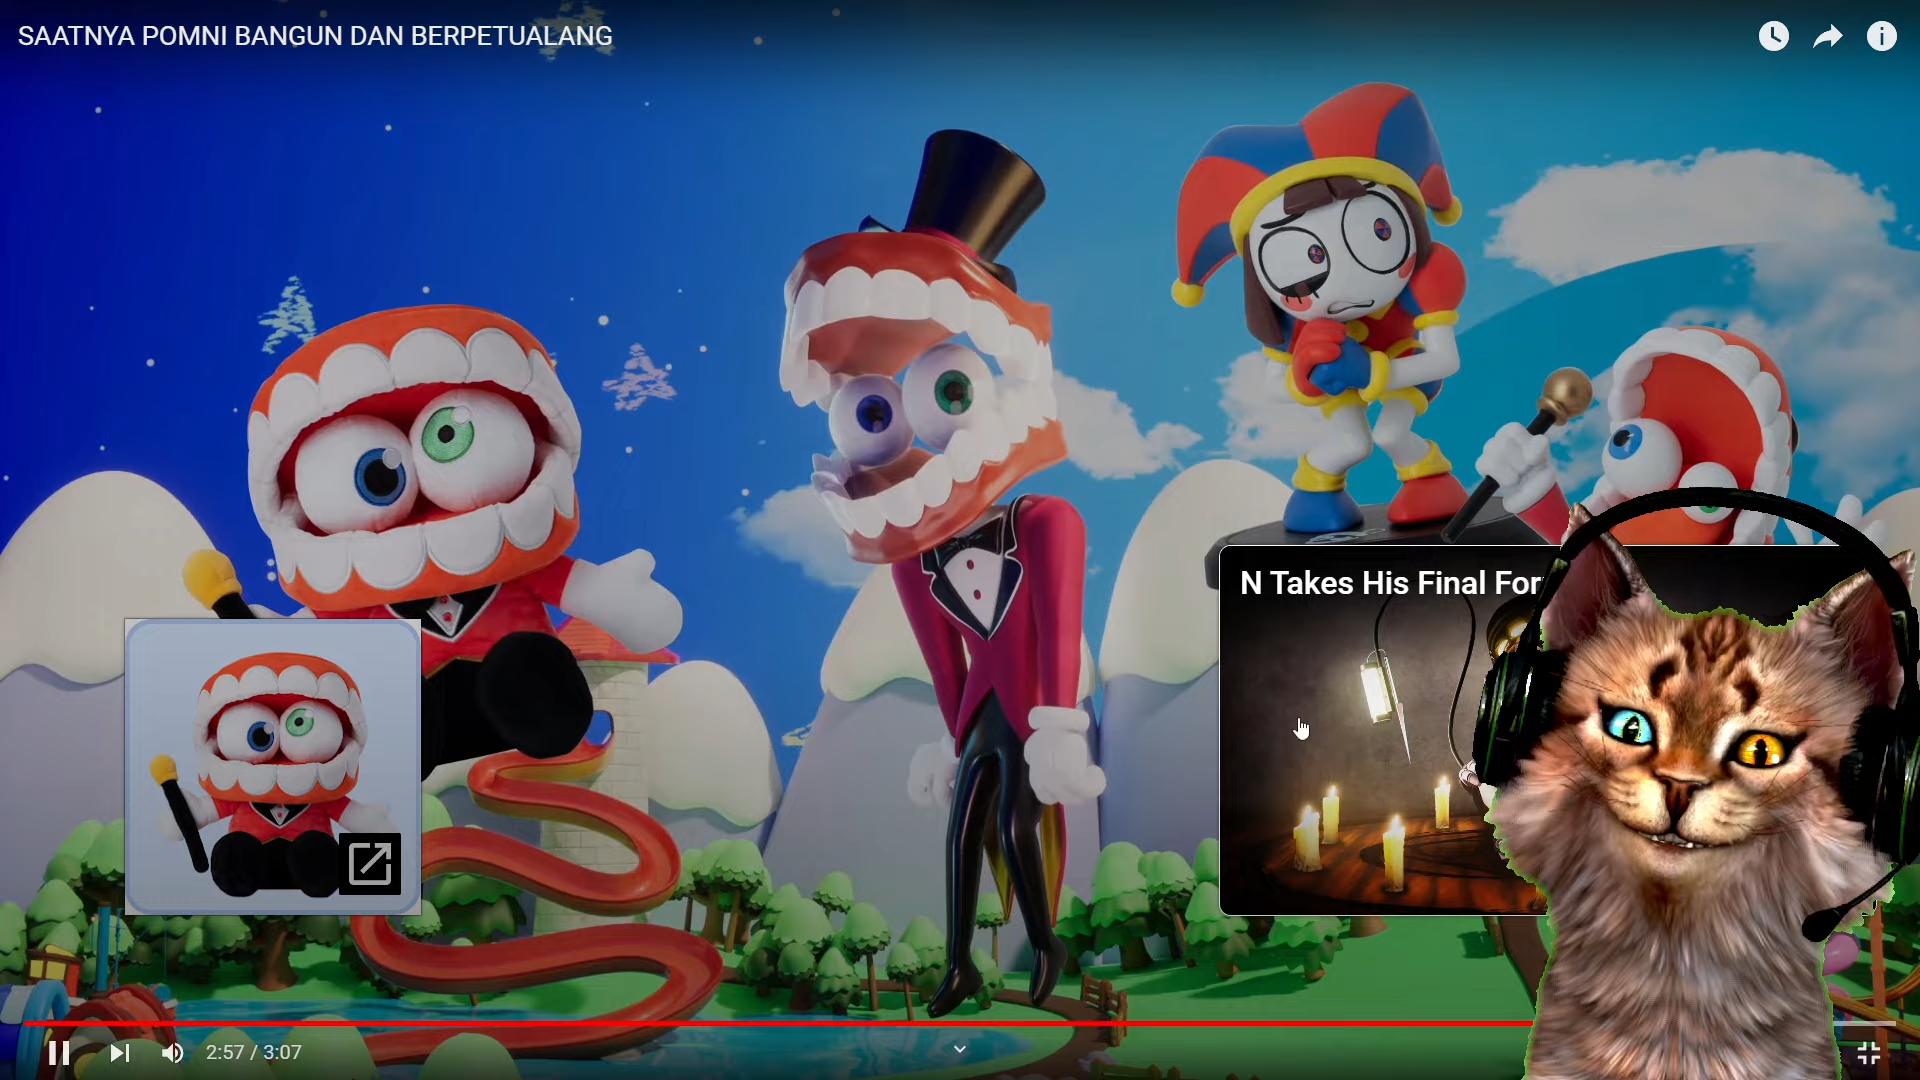 SAATNYA POMNI BANGUN DAN BERPETUALANG
N Takes His Final For
2:57 / 3:07